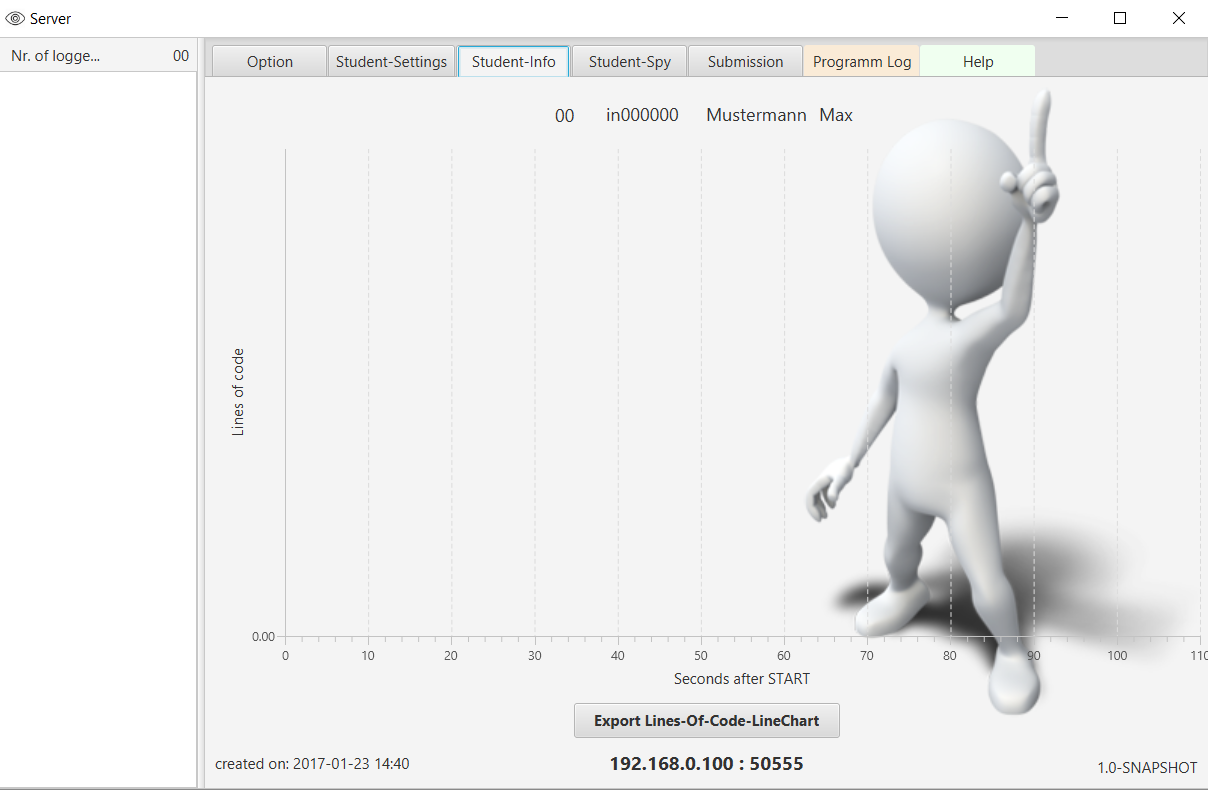 Server
Nr. of logge... 00
Option Student-Settings Student-Info Student-Spy Submission Programm Log Help
00 in000000 Mustermann Max
Lines of code
0.00
0 10 20 30 40 50 60 70 80 90 100 110
Seconds after START
Export Lines-Of-Code-LineChart
created on: 2017-01-23 14:40 192.168.0.100 : 50555 1.0-SNAPSHOT